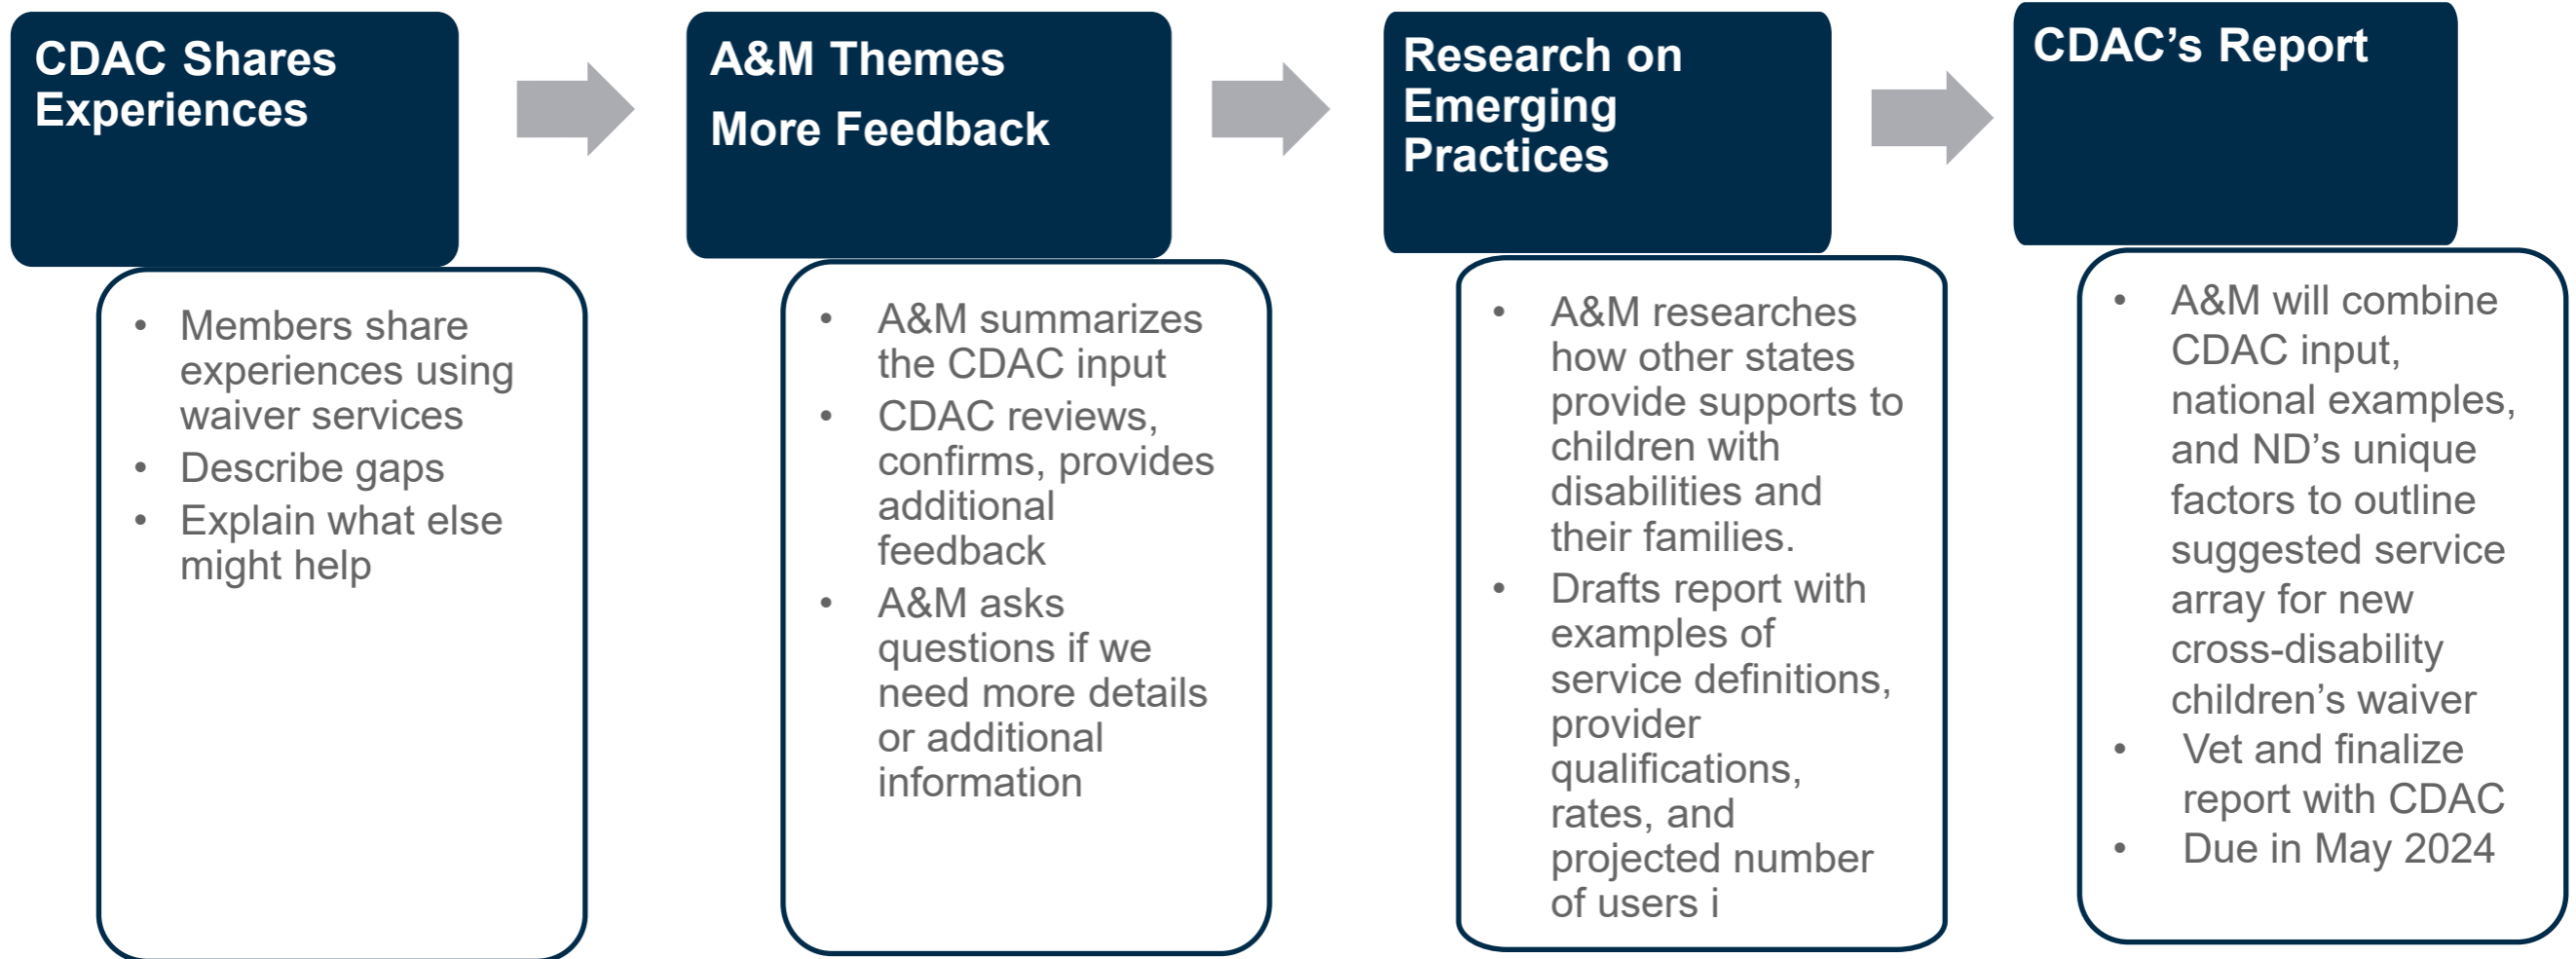 CDAC Shares
Experiences
• Members share
experiences using
waiver services
• Describe gaps
• Explain what else
might help
A&M Themes
More Feedback
• A&M summarizes
the CDAC input
• CDAC reviews,
confirms, provides
additional
feedback
• A&M asks
questions if we
need more details
or additional
information
Research on
Emerging
Practices
• A&M researches
how other states
provide supports to
children with
disabilities and
their families.
• Drafts report with
examples of
service definitions,
provider
qualifications,
rates, and
projected number
of users i
CDAC’s Report
• A&M will combine
CDAC input,
national examples,
and ND’s unique
factors to outline
suggested service
array for new
cross-disability
children’s waiver
• Vet and finalize
report with CDAC
• Due in May 2024